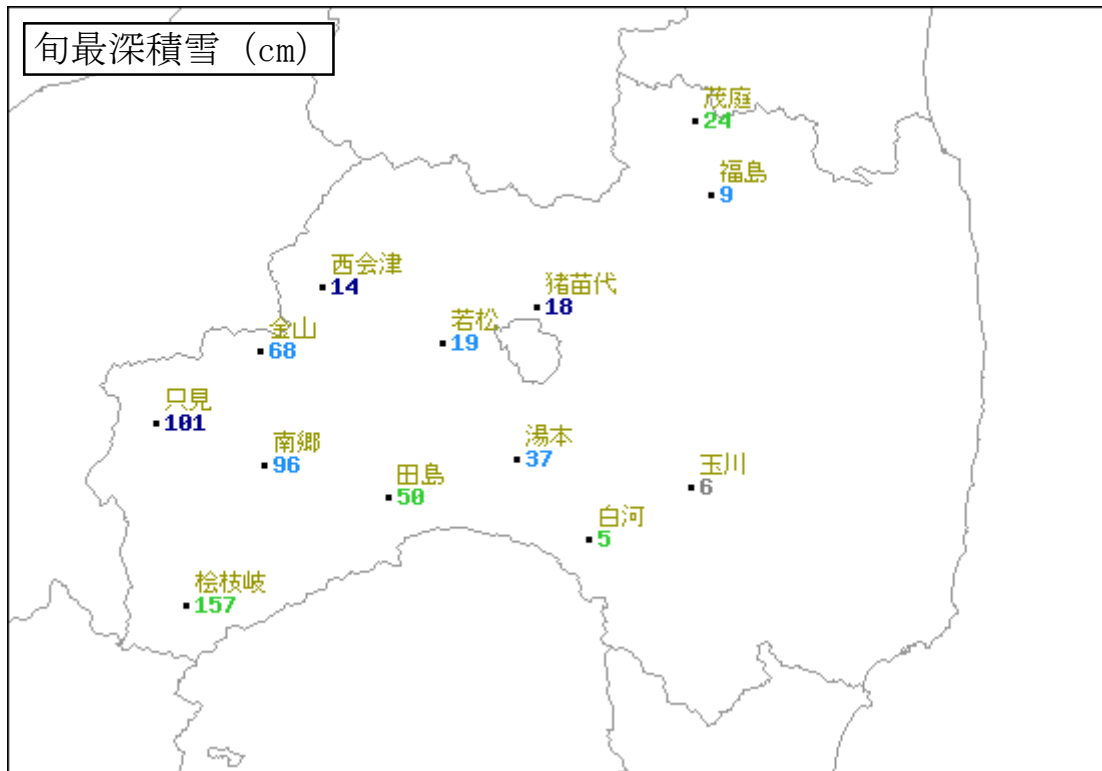 旬最深積雪 (cm)
茂庭
24
福島
9
西会津
14
猪苗代
18
若松
19
金山
68
只見
101
南郷
96
湯本
37
田島
50
玉川
6
白河
5
桧枝岐
157